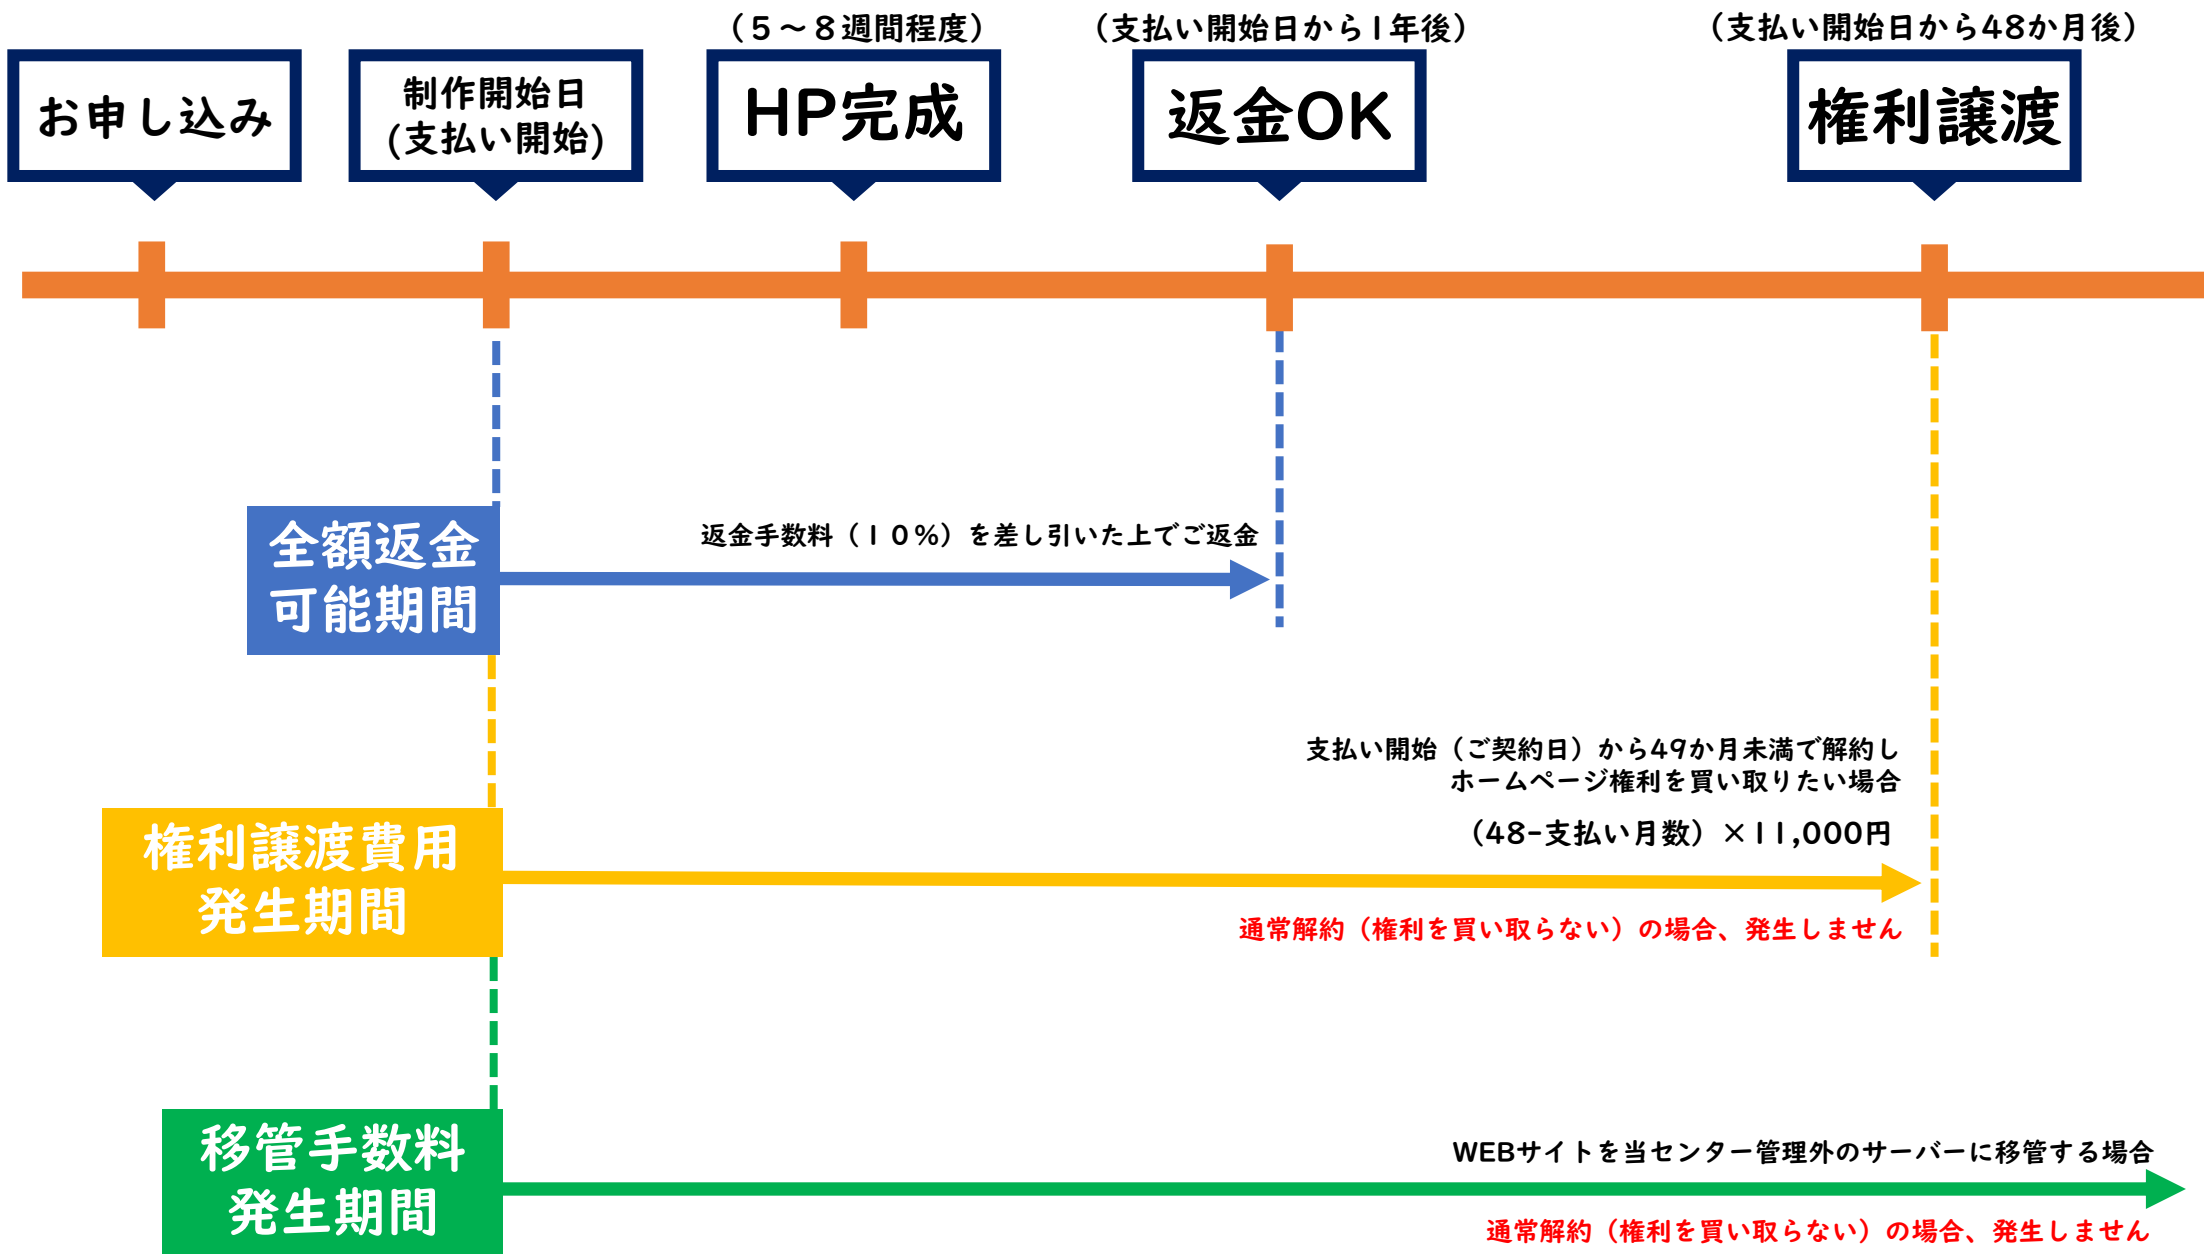 （５～８週間程度）
（支払い開始日から1年後）
（支払い開始日から48か月後）
お申し込み
制作開始日
(支払い開始)
HP完成
返金OK
権利譲渡
全額返金
可能期間
返金手数料（１０％）を差し引いた上でご返金
支払い開始（ご契約日）から49か月未満で解約し
ホームページ権利を買い取りたい場合
（48-支払い月数）×11,000円
権利譲渡費用
発生期間
通常解約（権利を買い取らない）の場合、発生しません
移管手数料
発生期間
WEBサイトを当センター管理外のサーバーに移管する場合
通常解約（権利を買い取らない）の場合、発生しません